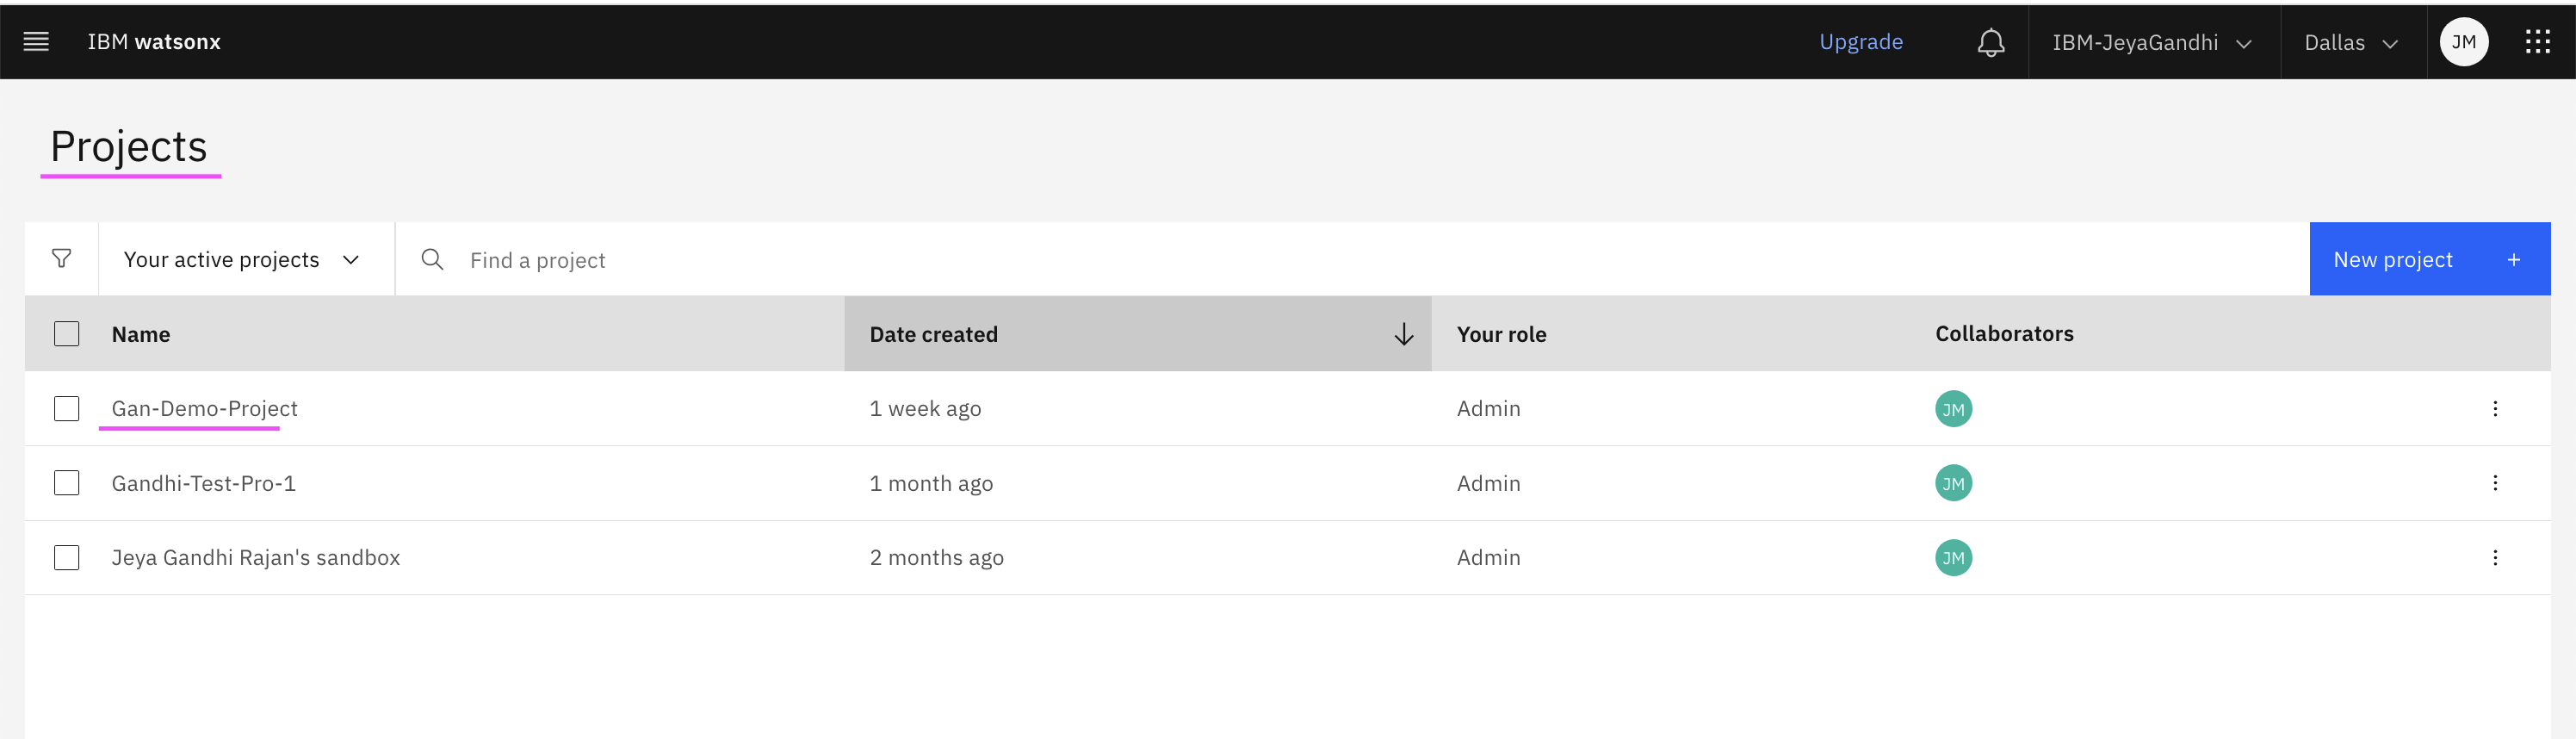 IBM watsonx Upgrade IBM-JeyaGandhi Dallas JM
Projects
Your active projects Find a project New project +
Name Date created Your role Collaborators
Gan-Demo-Project 1 week ago Admin JM
Gandhi-Test-Pro-1 1 month ago Admin JM
Jeya Gandhi Rajan's sandbox 2 months ago Admin JM